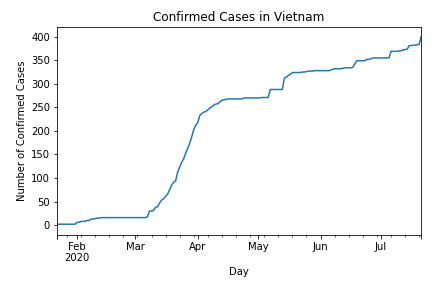 Confirmed Cases in Vietnam
Number of Confirmed Cases
400
350
300
250
200
150
100
50
0
Feb Mar Apr May Jun Jul
2020
Day